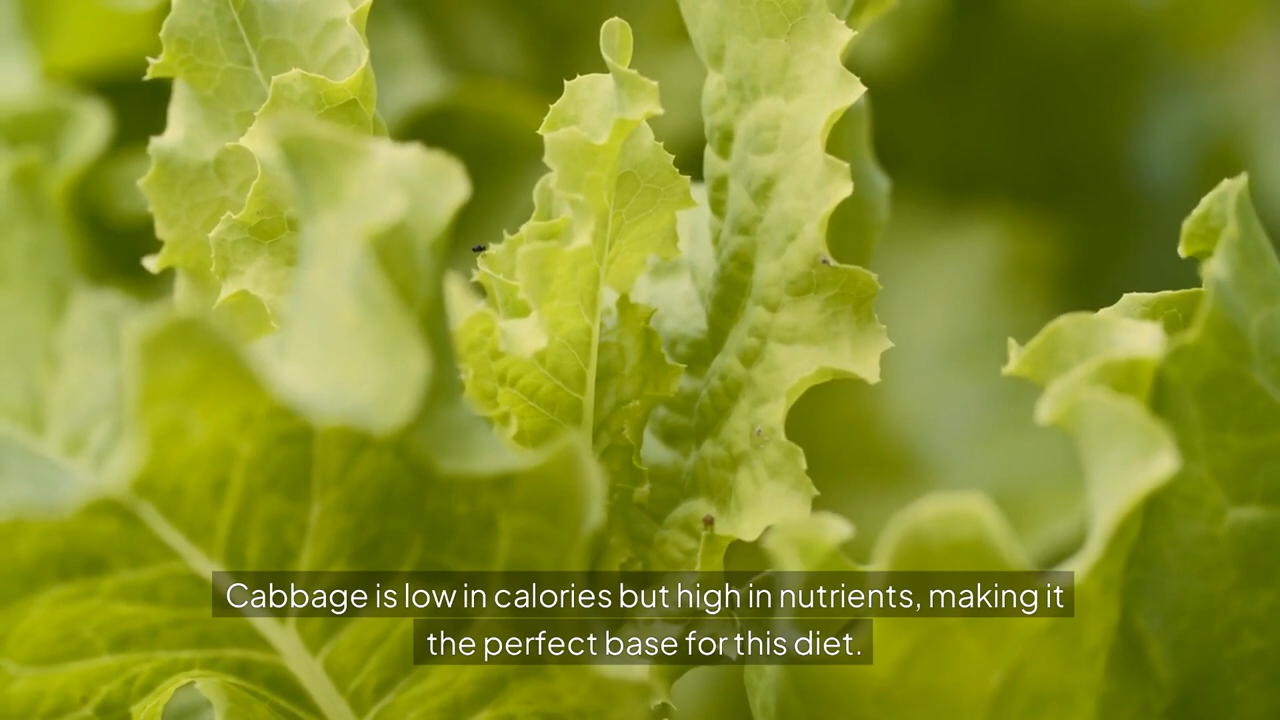 Cabbage is low in calories but high in nutrients, making it
the perfect base for this diet.